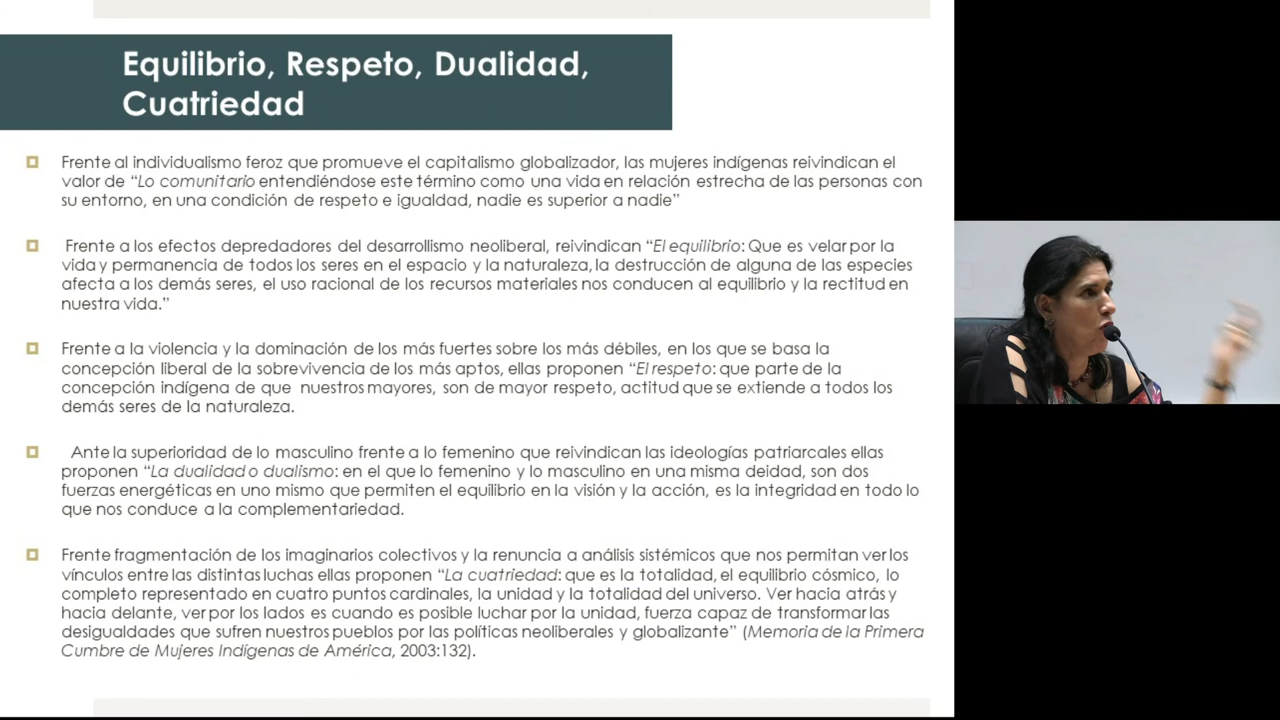 Equilibrio, Respeto, Dualidad,
Cuatriedad
Frente al individualismo feroz que promueve el capitalismo globalizador, las mujeres indígenas reivindican el
valor de “Lo comunitario entendiéndose este término como una vida en relación estrecha de las personas con
su entorno, en una condición de respeto e igualdad, nadie es superior a nadie”
Frente a los efectos depredadores del desarrollismo neoliberal, reivindican “El equilibrio: Que es velar por la
vida y permanencia de todos los seres en el espacio y la naturaleza, la destrucción de alguna de las especies
afecta a los demás seres, el uso racional de los recursos materiales nos conducen al equilibrio y la rectitud en
nuestra vida.”
Frente a la violencia y la dominación de los más fuertes sobre los más débiles, en los que se basa la
concepción liberal de la sobrevivencia de los más aptos, ellas proponen “El respeto: que parte de la
concepción indígena de que nuestros mayores, son de mayor respeto, actitud que se extiende a todos los
demás seres de la naturaleza.
Ante la superioridad de lo masculino frente a lo femenino que reivindican las ideologías patriarcales ellas
proponen “La dualidad o dualismo: en el que lo femenino y lo masculino en una misma deidad, son dos
fuerzas energéticas en uno mismo que permiten el equilibrio en la visión y la acción, es la integridad en todo lo
que nos conduce a la complementariedad.
Frente fragmentación de los imaginarios colectivos y la renuncia a análisis sistémicos que nos permitan ver los
vínculos entre las distintas luchas ellas proponen “La cuatriedad: que es la totalidad, el equilibrio cósmico, lo
completo representado en cuatro puntos cardinales, la unidad y la totalidad del universo. Ver hacia atrás y
hacia delante, ver por los lados es cuando es posible luchar por la unidad, fuerza capaz de transformar las
desigualdades que sufren nuestros pueblos por las políticas neoliberales y globalizante” (Memoria de la Primera
Cumbre de Mujeres Indígenas de América, 2003:132).